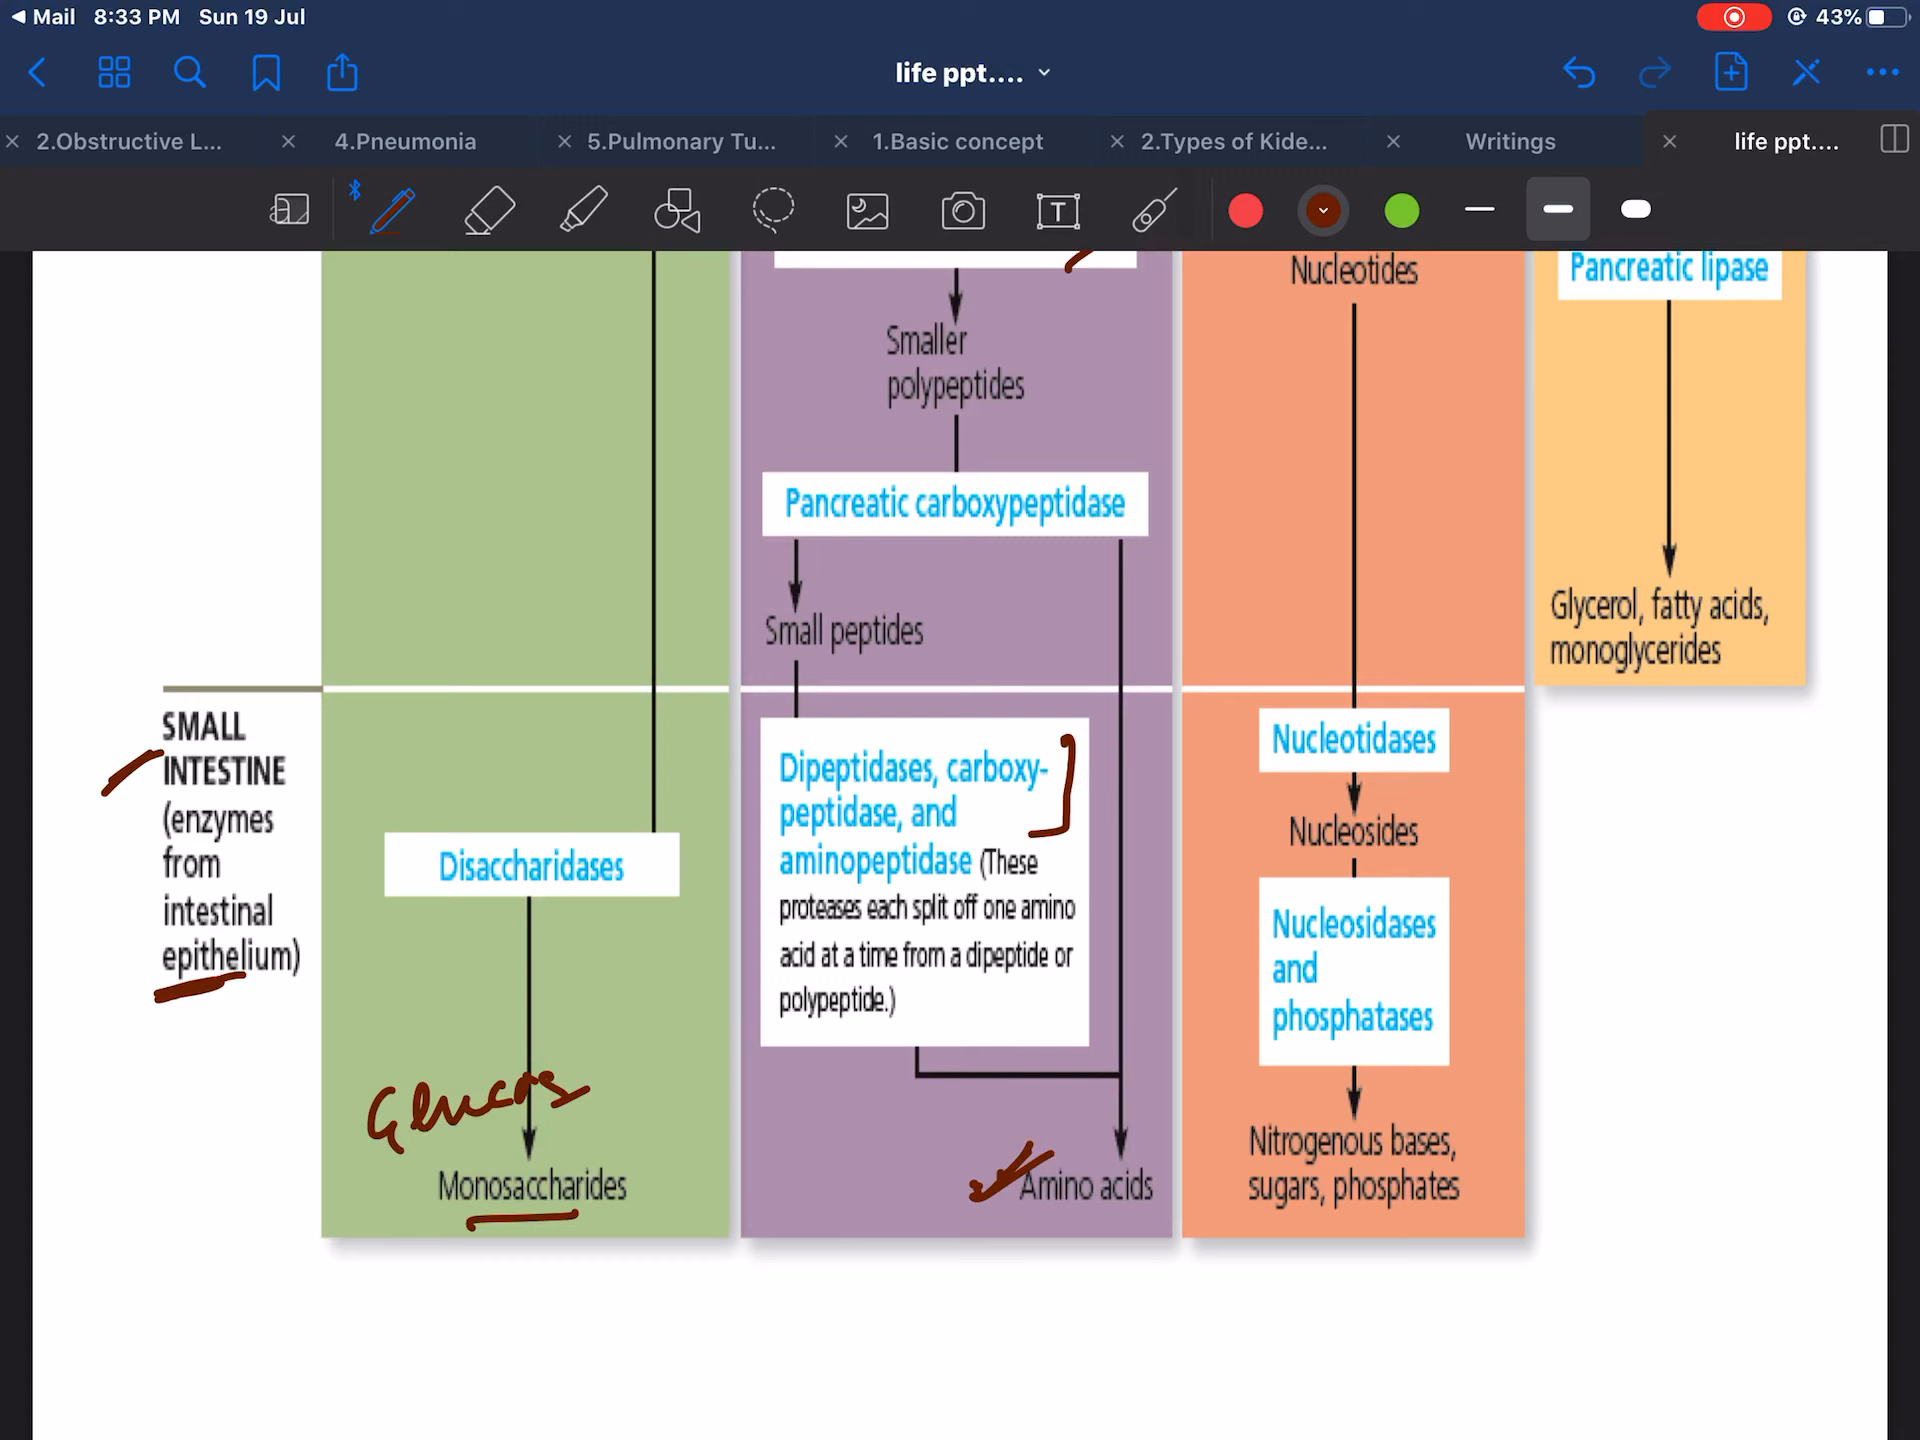 Mail 8:33 PM Sun 19 Jul
43%
life ppt....
2.Obstructive L...
4.Pneumonia
5.Pulmonary Tu...
1.Basic concept
2.Types of Kide...
Writings
life ppt....
Nucleotides
Pancreatic lipase
Smaller
polypeptides
Pancreatic carboxypeptidase
Small peptides
Glycerol, fatty acids,
monoglycerides
SMALL
INTESTINE
(enzymes
from
intestinal
epithelium)
Disaccharidases
Glucos
Monosaccharides
Dipeptidases, carboxy-
peptidase, and
aminopeptidase (These
proteases each split off one amino
acid at a time from a dipeptide or
polypeptide.)
Amino acids
Nucleotidases
Nucleosides
Nucleosidases
and
phosphatases
Nitrogenous bases,
sugars, phosphates